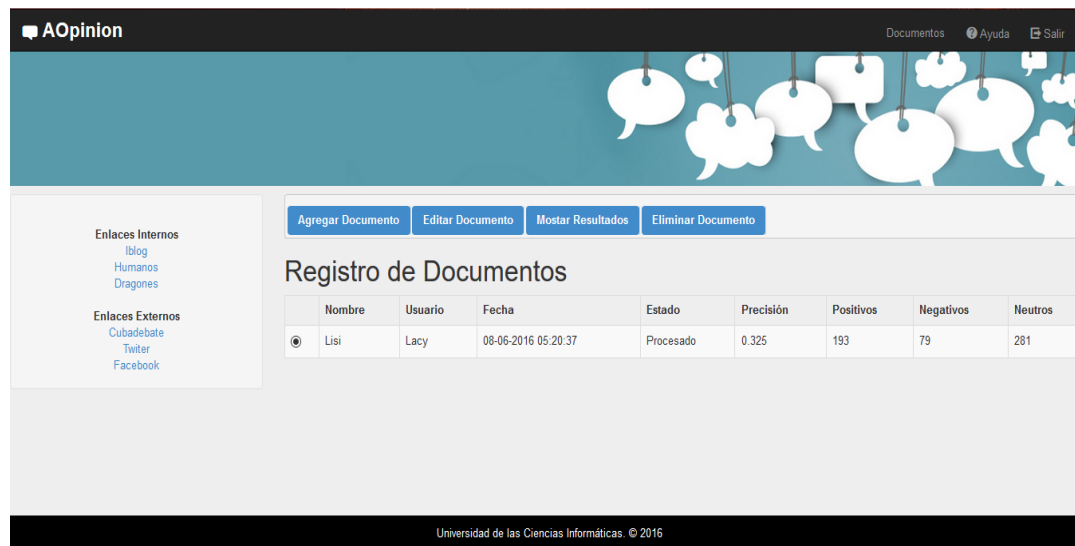 AOpinion
Documentos Ayuda Salir
Enlaces Internos
Iblog
Humanos
Dragones
Enlaces Externos
Cubadebate
Twiter
Facebook
Agregar Documento Editar Documento Mostar Resultados Eliminar Documento
Registro de Documentos
Nombre Usuario Fecha Estado Precisión Positivos Negativos Neutros
Lisi Lacy 08-06-2016 05:20:37 Procesado 0.325 193 79 281
Universidad de las Ciencias Informáticas. © 2016